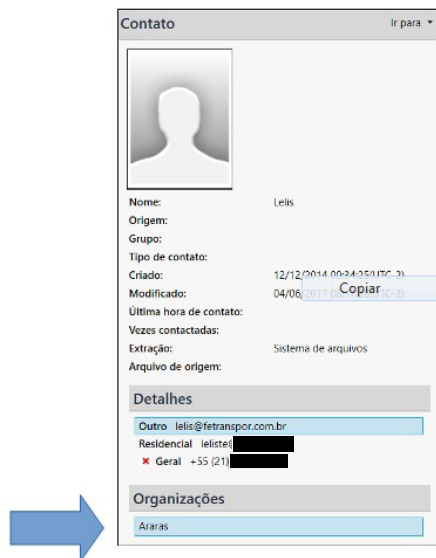 Contato Ir para
Nome: Lelis
Origem:
Grupo:
Tipo de contato:
Criado: 12/12/2014 00:34:25(UTC-2)
Modificado: 04/06/2017
Copiar
Última hora de contato:
Vezes contactadas:
Extração: Sistema de arquivos
Arquivo de origem:
Detalhes
Outro lelis@fetranspor.com.br
Residencial leliste
Geral +55 (21)
Organizações
Araras